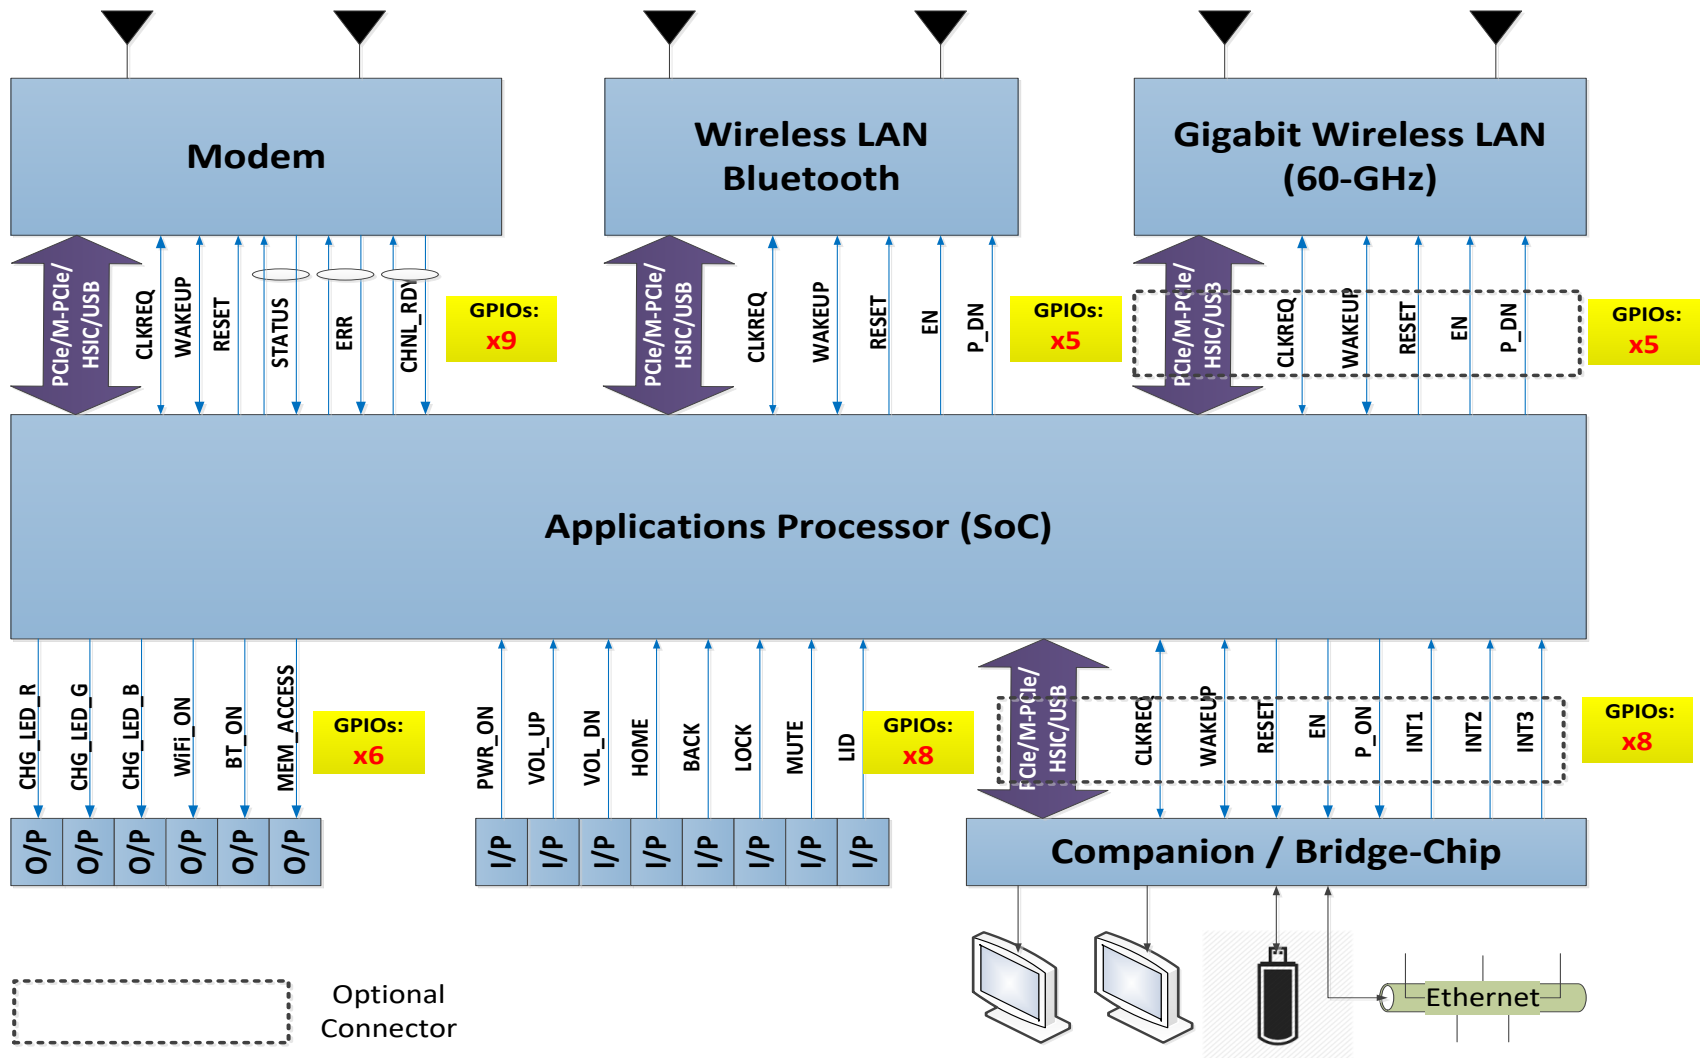 Modem
Wireless LAN
Bluetooth
Gigabit Wireless LAN
(60-GHz)
PCIe/M-PCIe/
HSIC/USB
CLKREQ
WAKEUP
RESET
STATUS
ERR
CHNL_RDY
GPIOs:
x9
PCIe/M-PCIe/
HSIC/USB
CLKREQ
WAKEUP
RESET
EN
P_DN
GPIOs:
x5
PCIe/M-PCIe/
HSIC/USB
CLKREQ
WAKEUP
RESET
EN
P_DN
GPIOs:
x5
Applications Processor (SoC)
CHG_LED_R
CHG_LED_G
CHG_LED_B
WiFi_ON
BT_ON
MEM_ACCESS
GPIOs:
x6
PWR_ON
VOL_UP
VOL_DN
HOME
BACK
LOCK
MUTE
LID
GPIOs:
x8
PCIe/M-PCIe/
HSIC/USB
CLKREQ
WAKEUP
RESET
EN
P_ON
INT1
INT2
INT3
GPIOs:
x8
O/P
O/P
O/P
O/P
O/P
O/P
I/P
I/P
I/P
I/P
I/P
I/P
I/P
I/P
Companion / Bridge-Chip
Ethernet
Optional
Connector